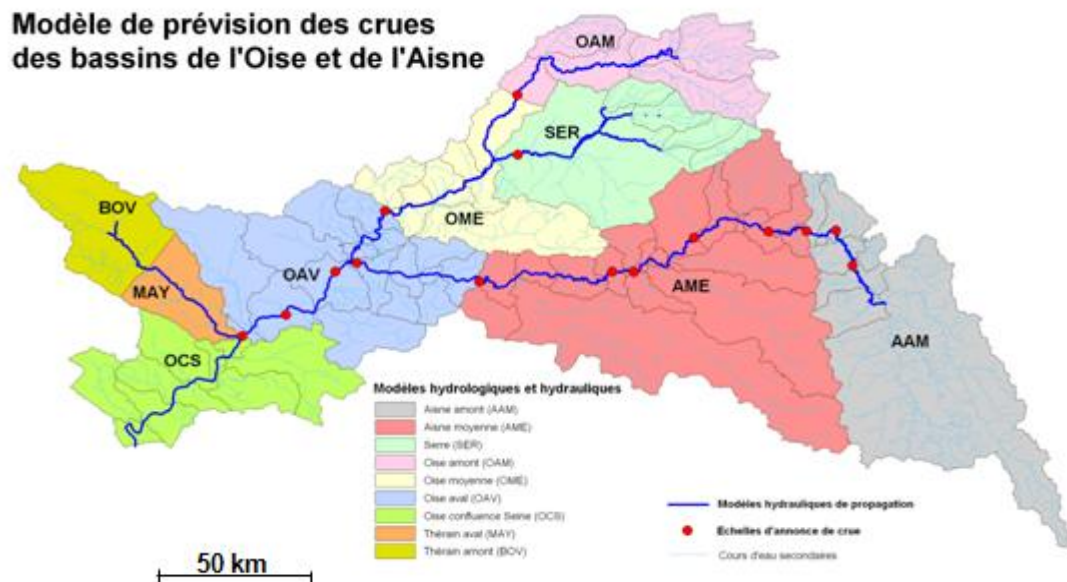 Modèle de prévision des crues
des bassins de l'Oise et de l'Aisne
OAM
SER
BOV
OME
OAV
MAY
AME
AAM
OCS
Modèles hydrologiques et hydrauliques
Aisne amont (AAM)
Aisne moyenne (AME)
Serre (SER)
Oise amont (OAM)
Oise moyenne (OME)
Oise aval (OAV)
Oise confluence Seine (OCS)
Thérain aval (MAY)
Thérain amont (BOV)
Modèles hydrauliques de propagation
Echelles d'annonce de crue
Cours d'eau secondaires
50 km